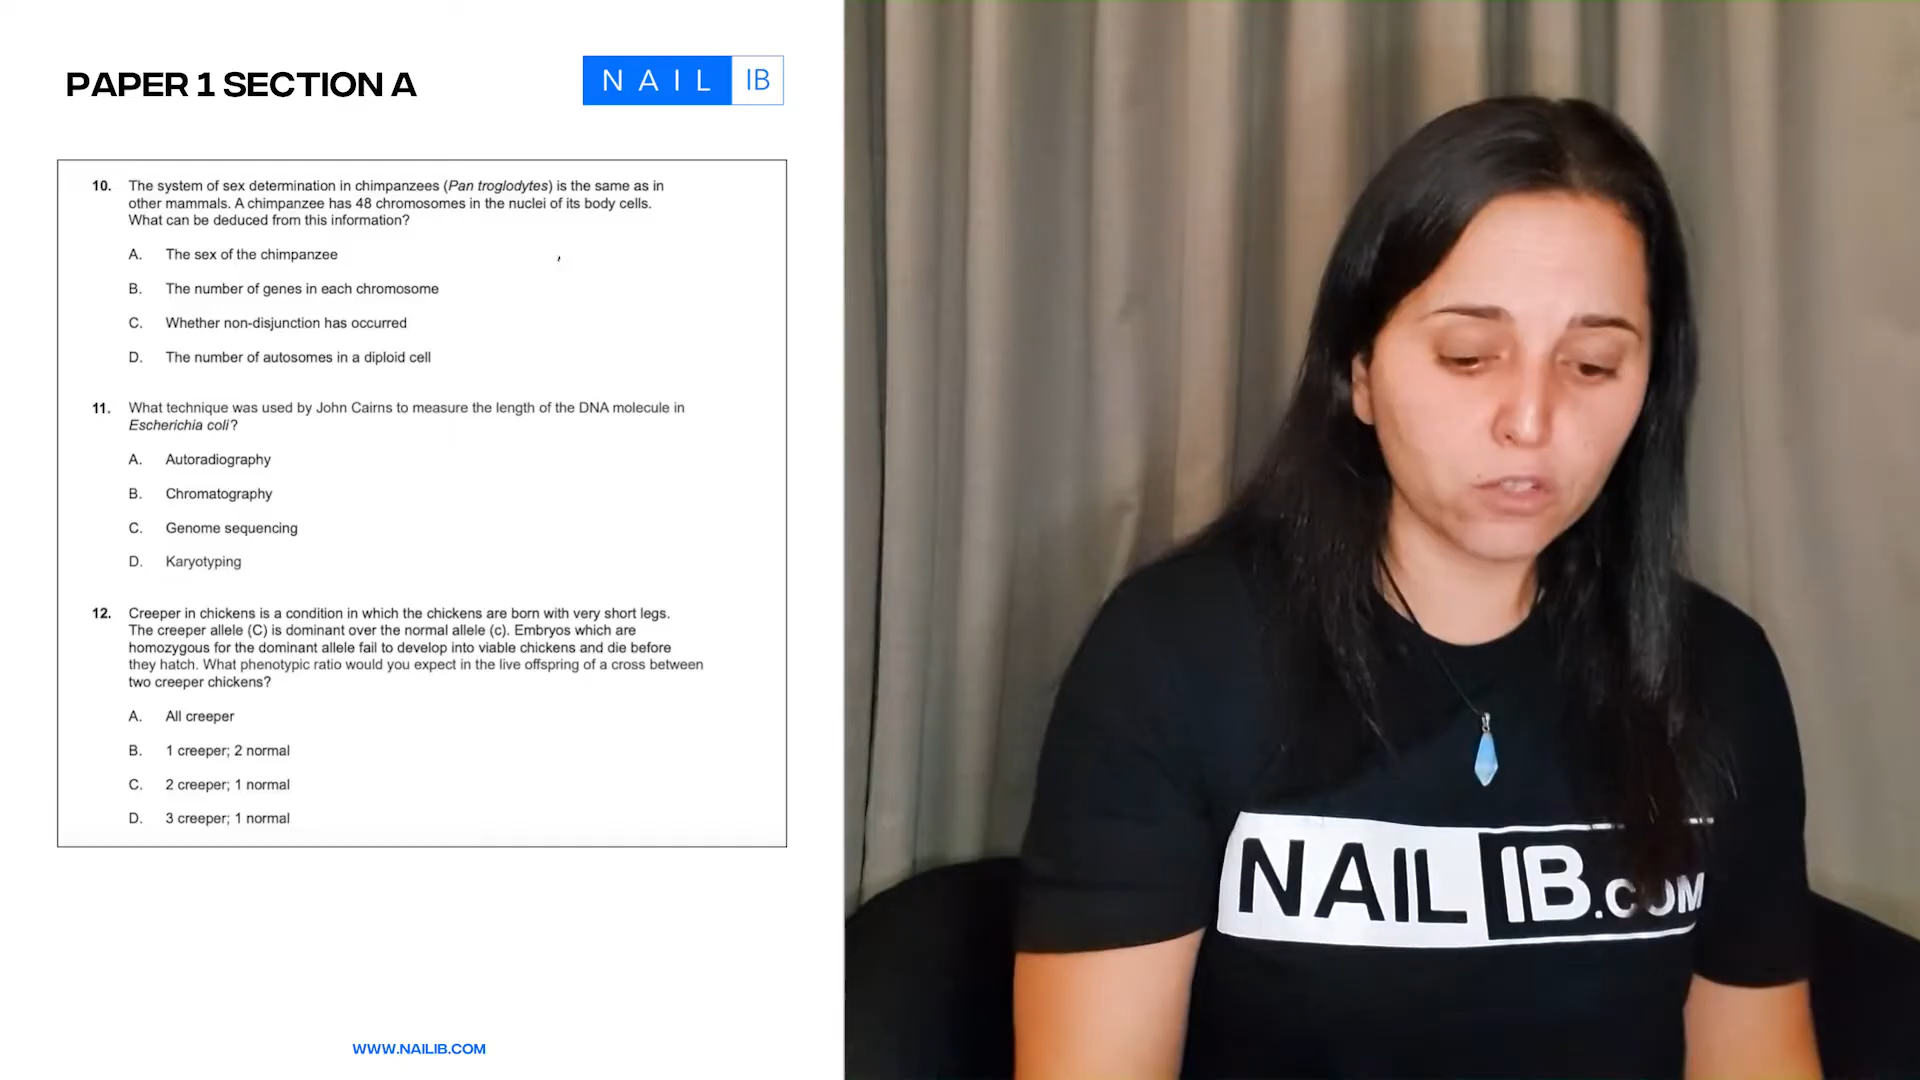 PAPER 1 SECTION A
NAIL IB
10. The system of sex determination in chimpanzees (Pan troglodytes) is the same as in
other mammals. A chimpanzee has 48 chromosomes in the nuclei of its body cells.
What can be deduced from this information?
A. The sex of the chimpanzee
B. The number of genes in each chromosome
C. Whether non-disjunction has occurred
D. The number of autosomes in a diploid cell
11. What technique was used by John Cairns to measure the length of the DNA molecule in
Escherichia coli?
A. Autoradiography
B. Chromatography
C. Genome sequencing
D. Karyotyping
12. Creeper in chickens is a condition in which the chickens are born with very short legs.
The creeper allele (C) is dominant over the normal allele (c). Embryos which are
homozygous for the dominant allele fail to develop into viable chickens and die before
they hatch. What phenotypic ratio would you expect in the live offspring of a cross between
two creeper chickens?
A. All creeper
B. 1 creeper; 2 normal
C. 2 creeper; 1 normal
D. 3 creeper; 1 normal
WWW.NAILIB.COM
NAIL IB.COM